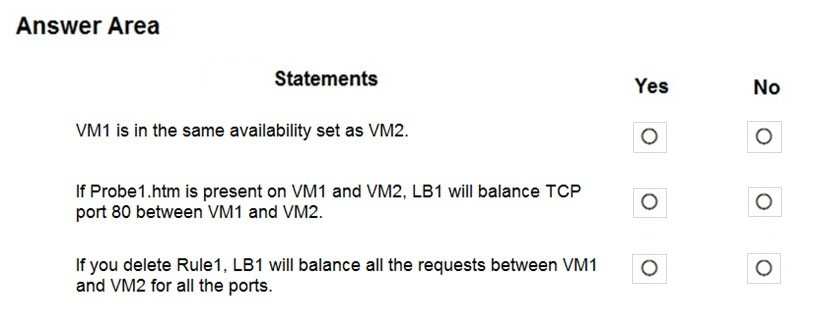 Answer Area
Statements
Yes
No
VM1 is in the same availability set as VM2.
If Probe1.htm is present on VM1 and VM2, LB1 will balance TCP
port 80 between VM1 and VM2.
If you delete Rule1, LB1 will balance all the requests between VM1
and VM2 for all the ports.